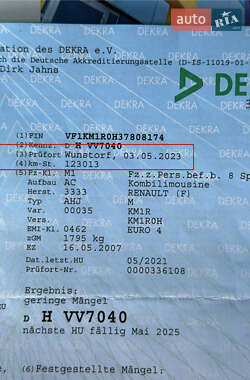 auto RIA .com
ation des DEKRA e.V.
ch die Deutsche Akkreditierungsstelle (D-IS-11019-01-
Dirk Jahns
DE
(1) FIN VF1KM1R0H37808174
(2) Kennz. D H VV7040
(3) Prüfort Wunstorf, 03.05.2023
(4) km-St. 123013
(5) Fz-Kl. M1 Fz.z.Pers.bef.b. 8 Sp
Aufbau AC Kombilimousine
Herst. 3333 RENAULT (F)
Typ AHJ M
Var. 00035 KM1R
Vers. KM1R0H
EMI-Kl. 0462 EURO 4
zGM 1795 kg
EZ 16.05.2007
Dat.letzt.HU 05/2021
Prüfort-Nr. 0000336108
Ergebnis:
geringe Mängel
D H VV7040
nächste HU fällig Mai 2025
(6) Festgestellte Mängel: